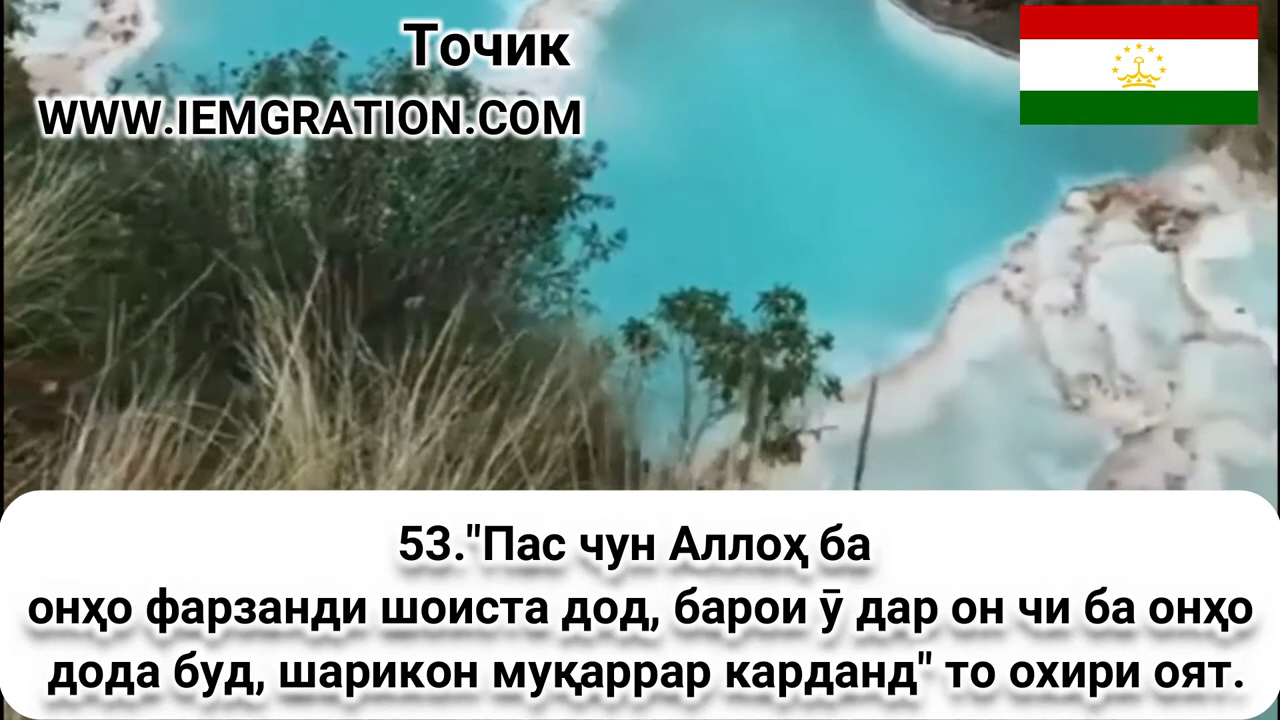 Точик
WWW.IEMGRATION.COM
53."Пас чун Аллоҳ ба
онҳо фарзанди шоиста дод, барои ӯ дар он чи ба онҳо
дода буд, шарикон муқаррар карданд" то охири оят.